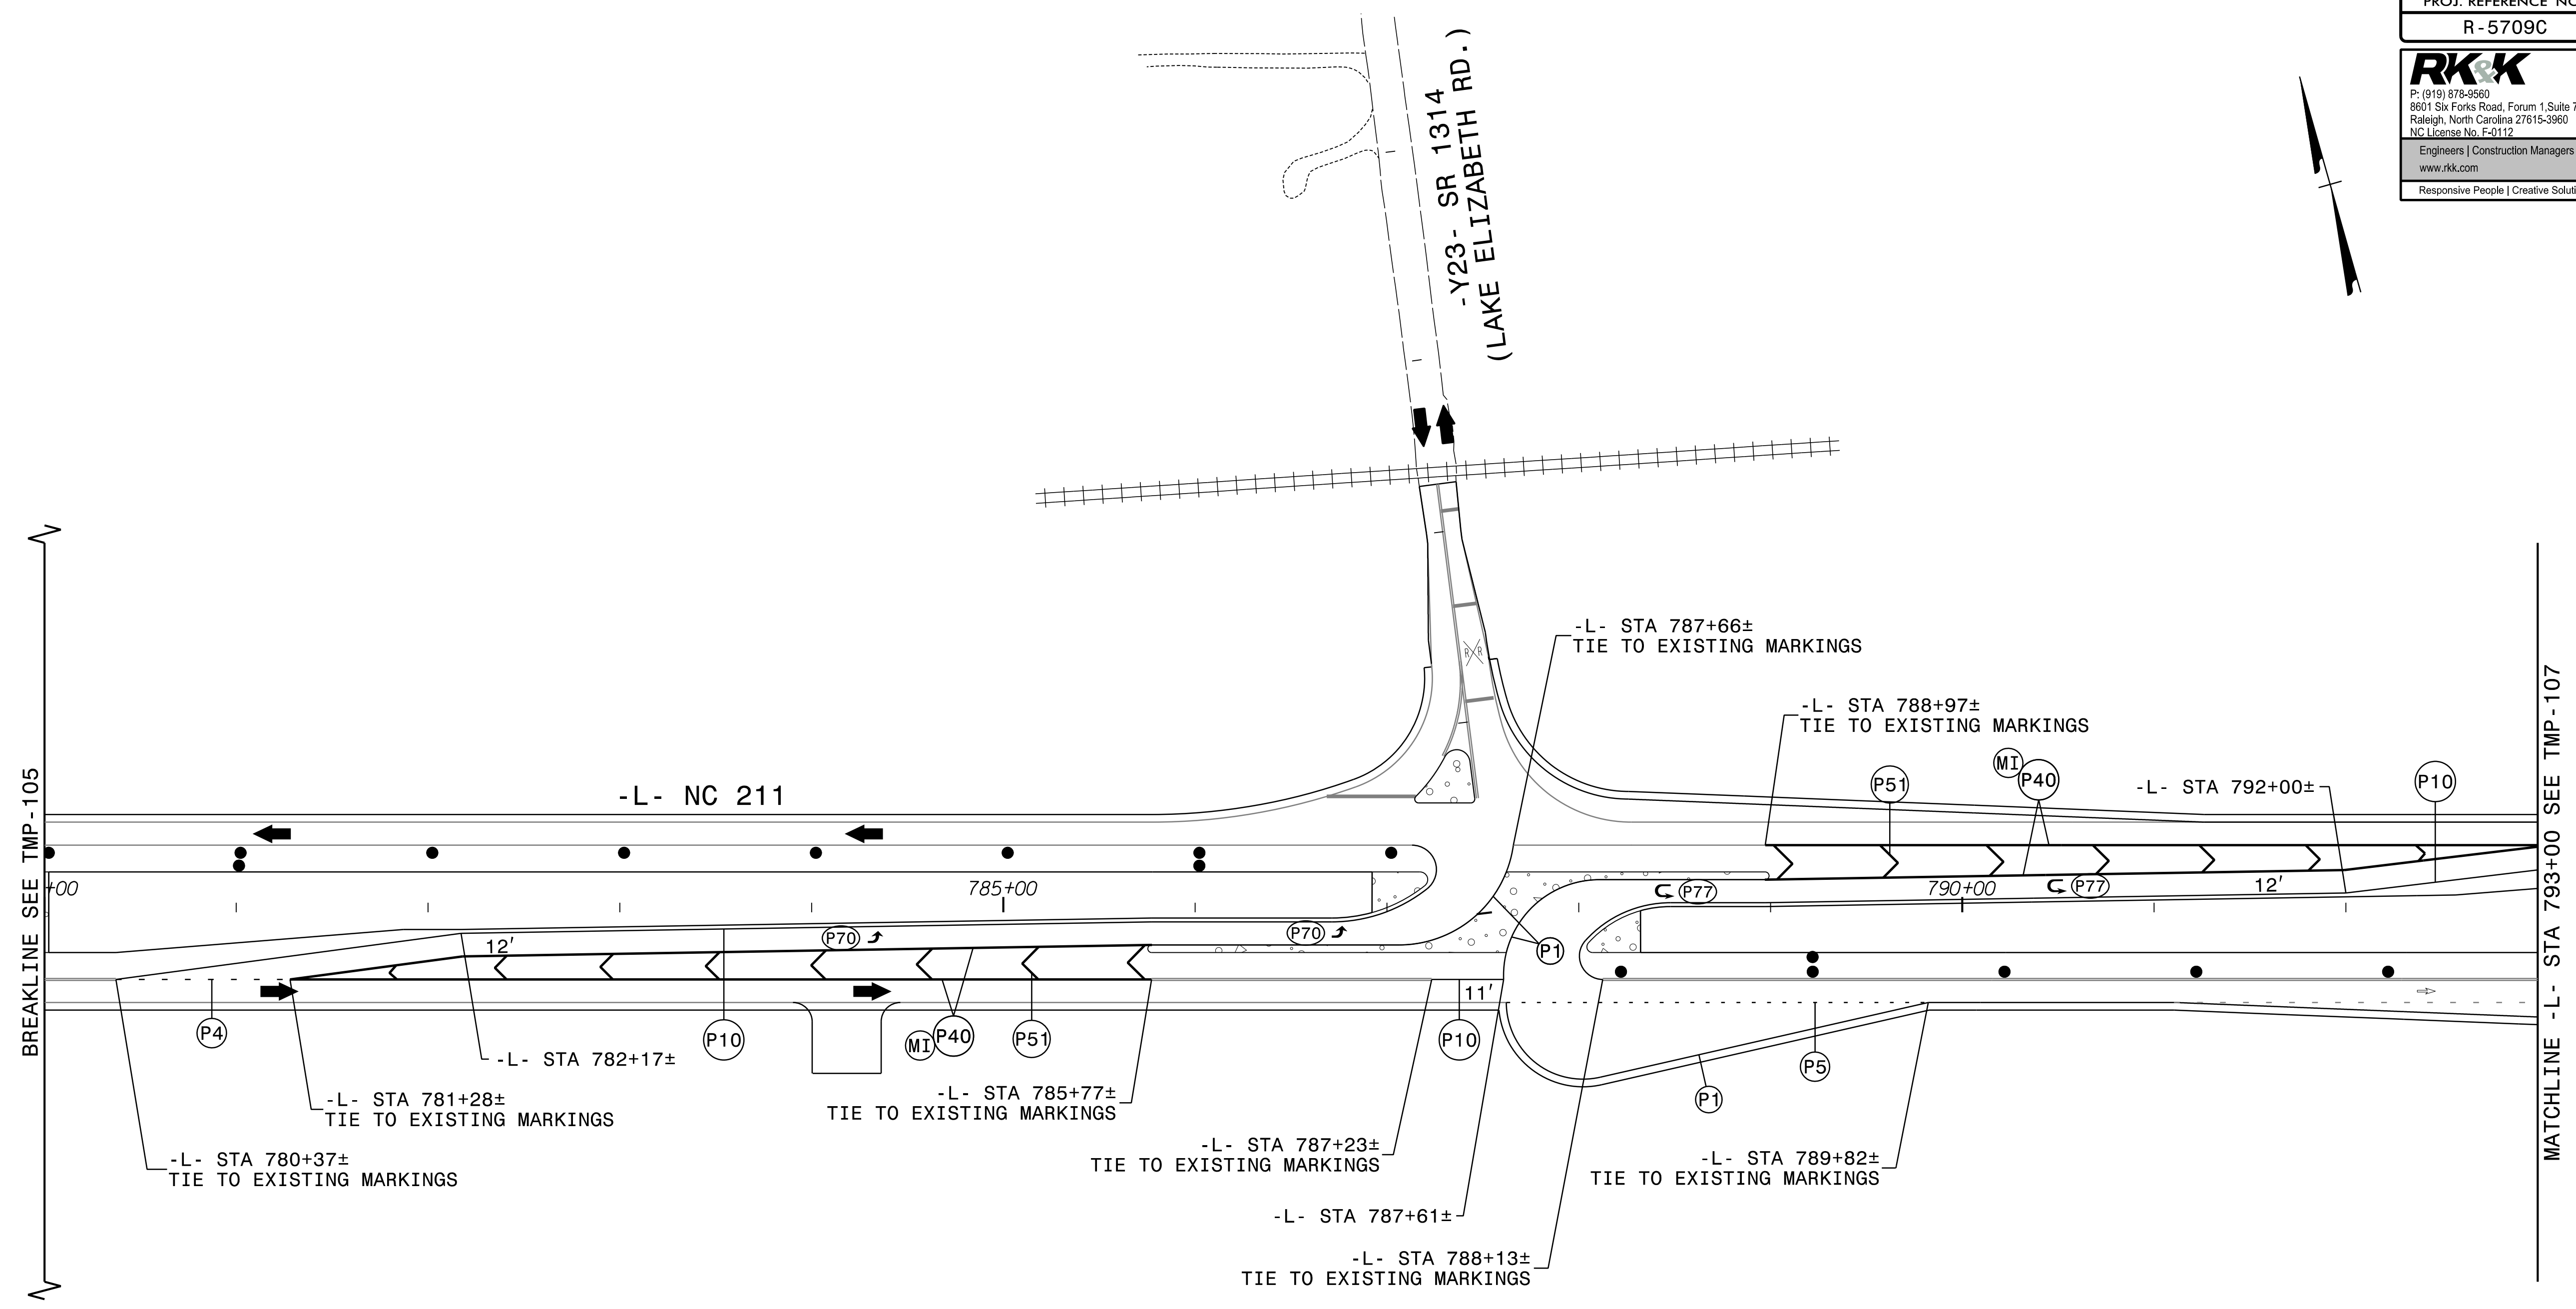 PROJ. REFERENCE NO
R-5709C
RK&K
P: (919) 878-9560
8601 Six Forks Road, Forum 1,Suite 7
Raleigh, North Carolina 27615-3960
NC License No. F-0112
Engineers | Construction Managers
www.rkk.com
Responsive People | Creative Soluti
-Y23- SR 1314
(LAKE ELIZABETH RD.)
-L- STA 787+66±
TIE TO EXISTING MARKINGS
R R
-L- STA 788+97±
TIE TO EXISTING MARKINGS
MI
P40
P51
-L- STA 792+00±
P10
-L- NC 211
BREAKLINE SEE TMP-105
MATCHLINE -L- STA 793+00 SEE TMP-107
+00
785+00
790+00
P77
P77
12'
P70
P70
12'
P1
11'
P4
P10
MI
P40
P51
P10
P5
P1
-L- STA 782+17±
-L- STA 781+28±
TIE TO EXISTING MARKINGS
-L- STA 785+77±
TIE TO EXISTING MARKINGS
-L- STA 780+37±
TIE TO EXISTING MARKINGS
-L- STA 787+23±
TIE TO EXISTING MARKINGS
-L- STA 789+82±
TIE TO EXISTING MARKINGS
-L- STA 787+61±
-L- STA 788+13±
TIE TO EXISTING MARKINGS